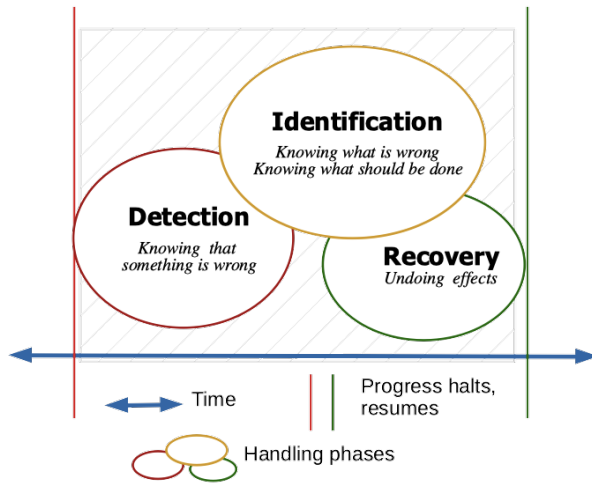 Identification
Knowing what is wrong
Knowing what should be done
Detection
Knowing that
something is wrong
Recovery
Undoing effects
Time
Progress halts,
resumes
Handling phases